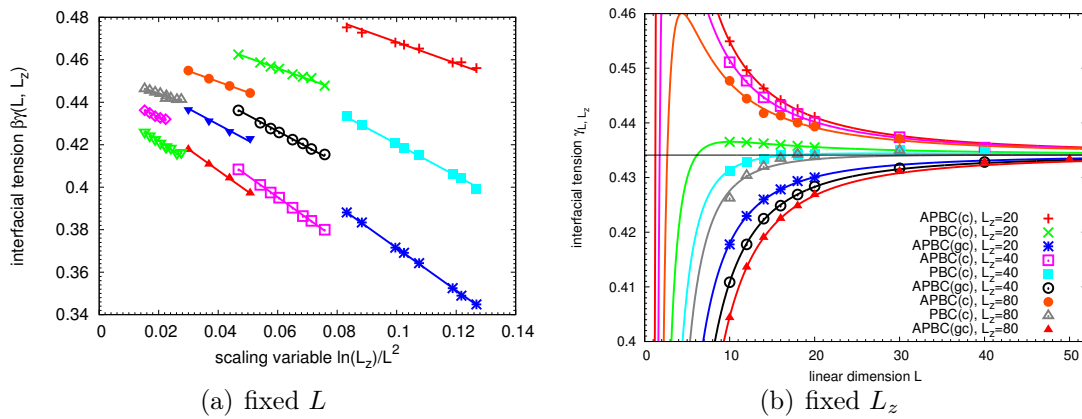 interfacial tension βγ(L, L_z)
0.48
0.46
0.44
0.42
0.4
0.38
0.36
0.34
0 0.02 0.04 0.06 0.08 0.1 0.12 0.14
scaling variable ln(L_z)/L^2
(a) fixed L
interfacial tension γ_{L, L_z}
0.46
0.45
0.44
0.43
0.42
0.41
0.4
APBC(c), L_z=20
PBC(c), L_z=20
APBC(gc), L_z=20
APBC(c), L_z=40
PBC(c), L_z=40
APBC(gc), L_z=40
APBC(c), L_z=80
PBC(c), L_z=80
APBC(gc), L_z=80
0 10 20 30 40 50
linear dimension L
(b) fixed L_z